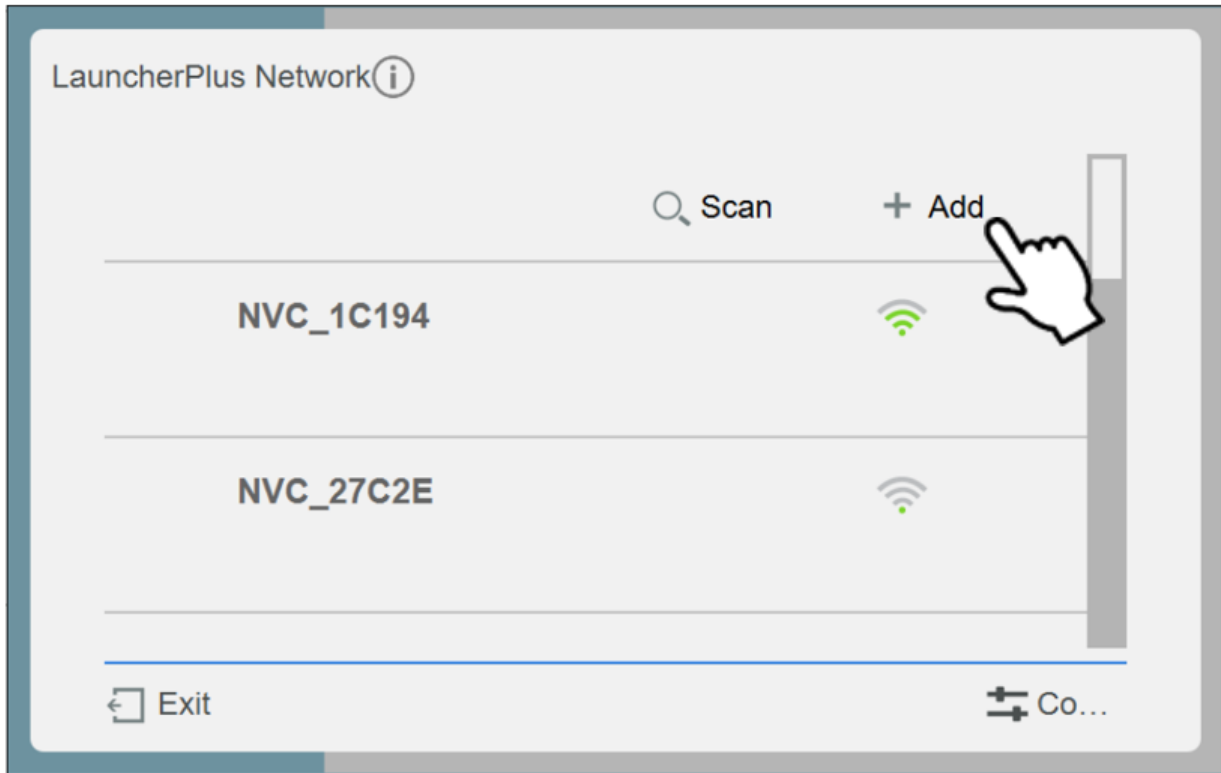 LauncherPlus Network
Scan
Add
NVC_1C194
NVC_27C2E
Exit
Co...